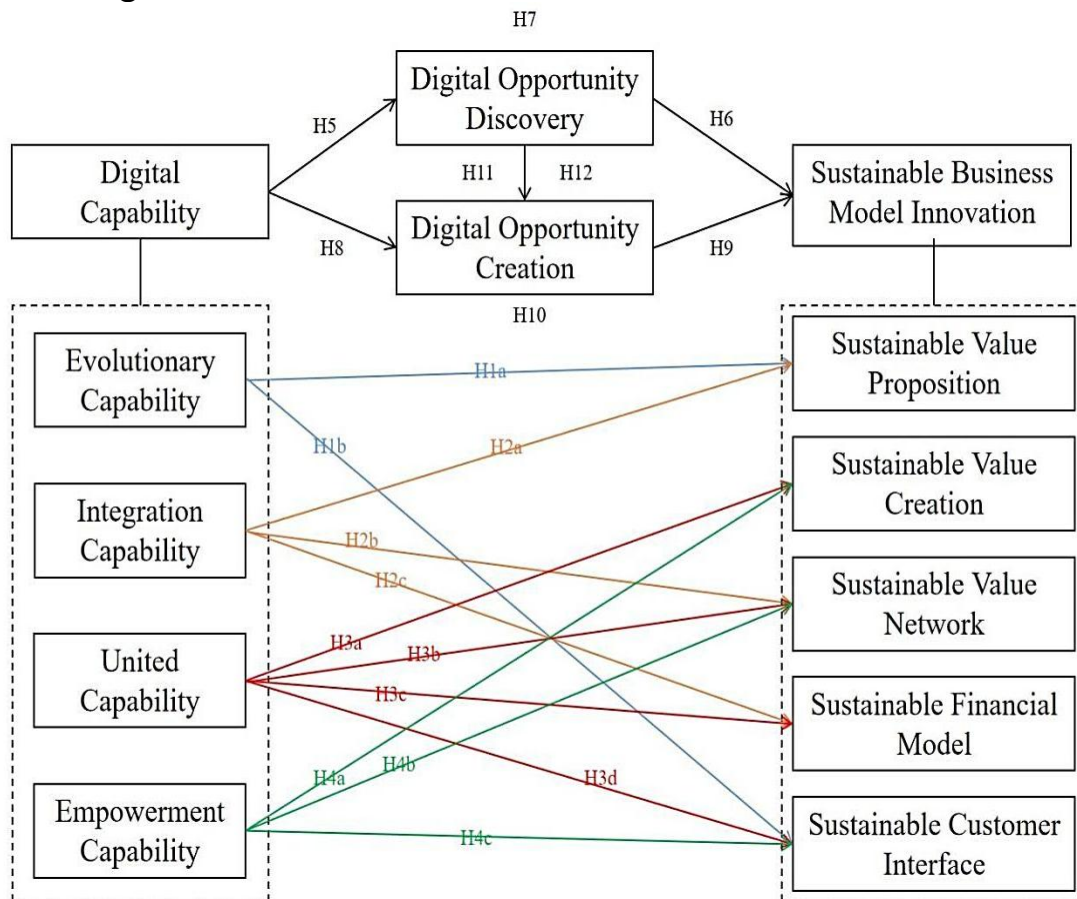 H7
Digital Opportunity
Discovery
H5
H6
Digital
Capability
H11
H12
Sustainable Business
Model Innovation
Digital Opportunity
Creation
H8
H9
H10
Evolutionary
Capability
H1a
Sustainable Value
Proposition
H1b
H2a
Sustainable Value
Creation
Integration
Capability
H2b
H2c
Sustainable Value
Network
United
Capability
H3a
H3b
H3c
Sustainable Financial
Model
H4a
H4b
H3d
Empowerment
Capability
H4c
Sustainable Customer
Interface